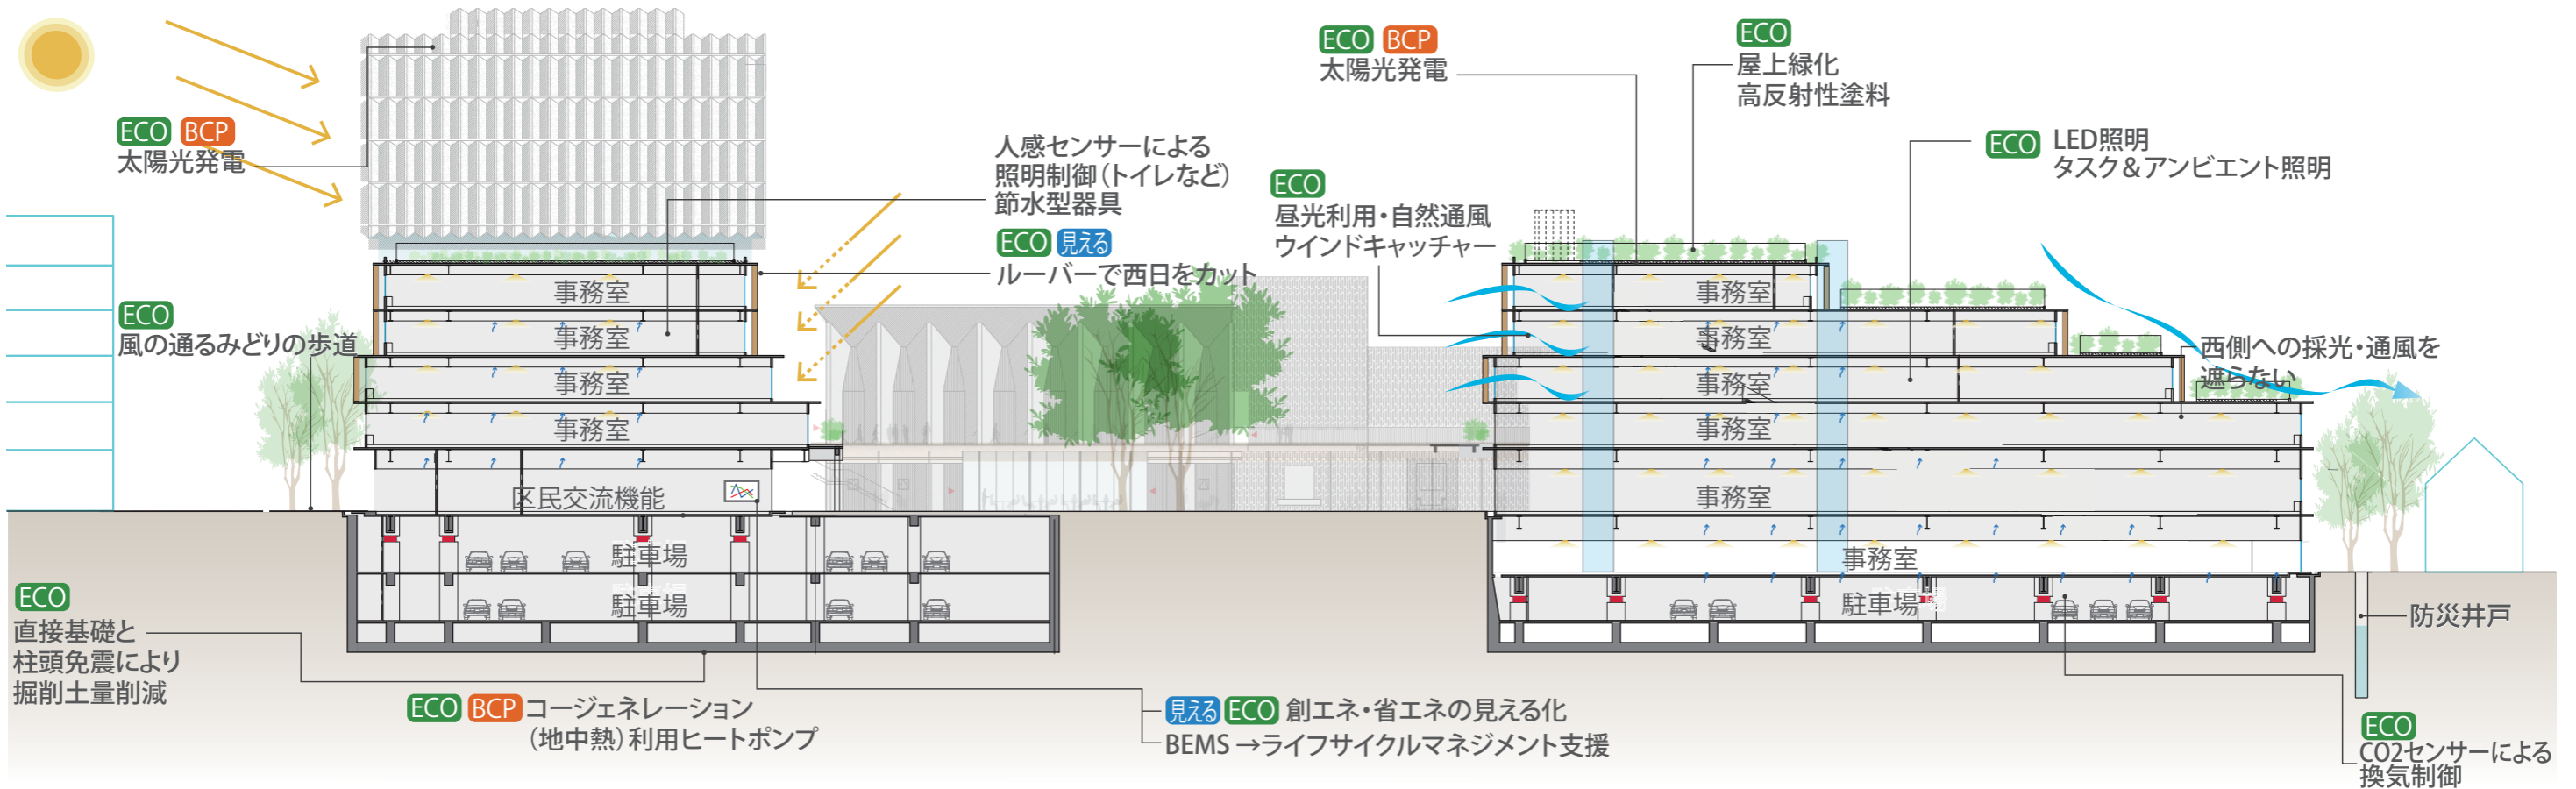 ECO BCP
太陽光発電
ECO
風の通るみどりの歩道
人感センサーによる
照明制御（トイレなど）
節水型器具
ECO 見える
ルーバーで西日をカット
事務室
事務室
事務室
事務室
区民交流機能
駐車場
駐車場
ECO
直接基礎と
柱頭免震により
掘削土量削減
ECO BCP コージェネレーション
（地中熱）利用ヒートポンプ
見える ECO 創エネ・省エネの見える化
BEMS →ライフサイクルマネジメント支援
ECO BCP
太陽光発電
ECO
屋上緑化
高反射性塗料
ECO
昼光利用・自然通風
ウインドキャッチャー
ECO LED照明
タスク＆アンビエント照明
事務室
事務室
事務室
事務室
事務室
事務室
駐車場
西側への採光・通風を
遮らない
防災井戸
ECO
CO2センサーによる
換気制御